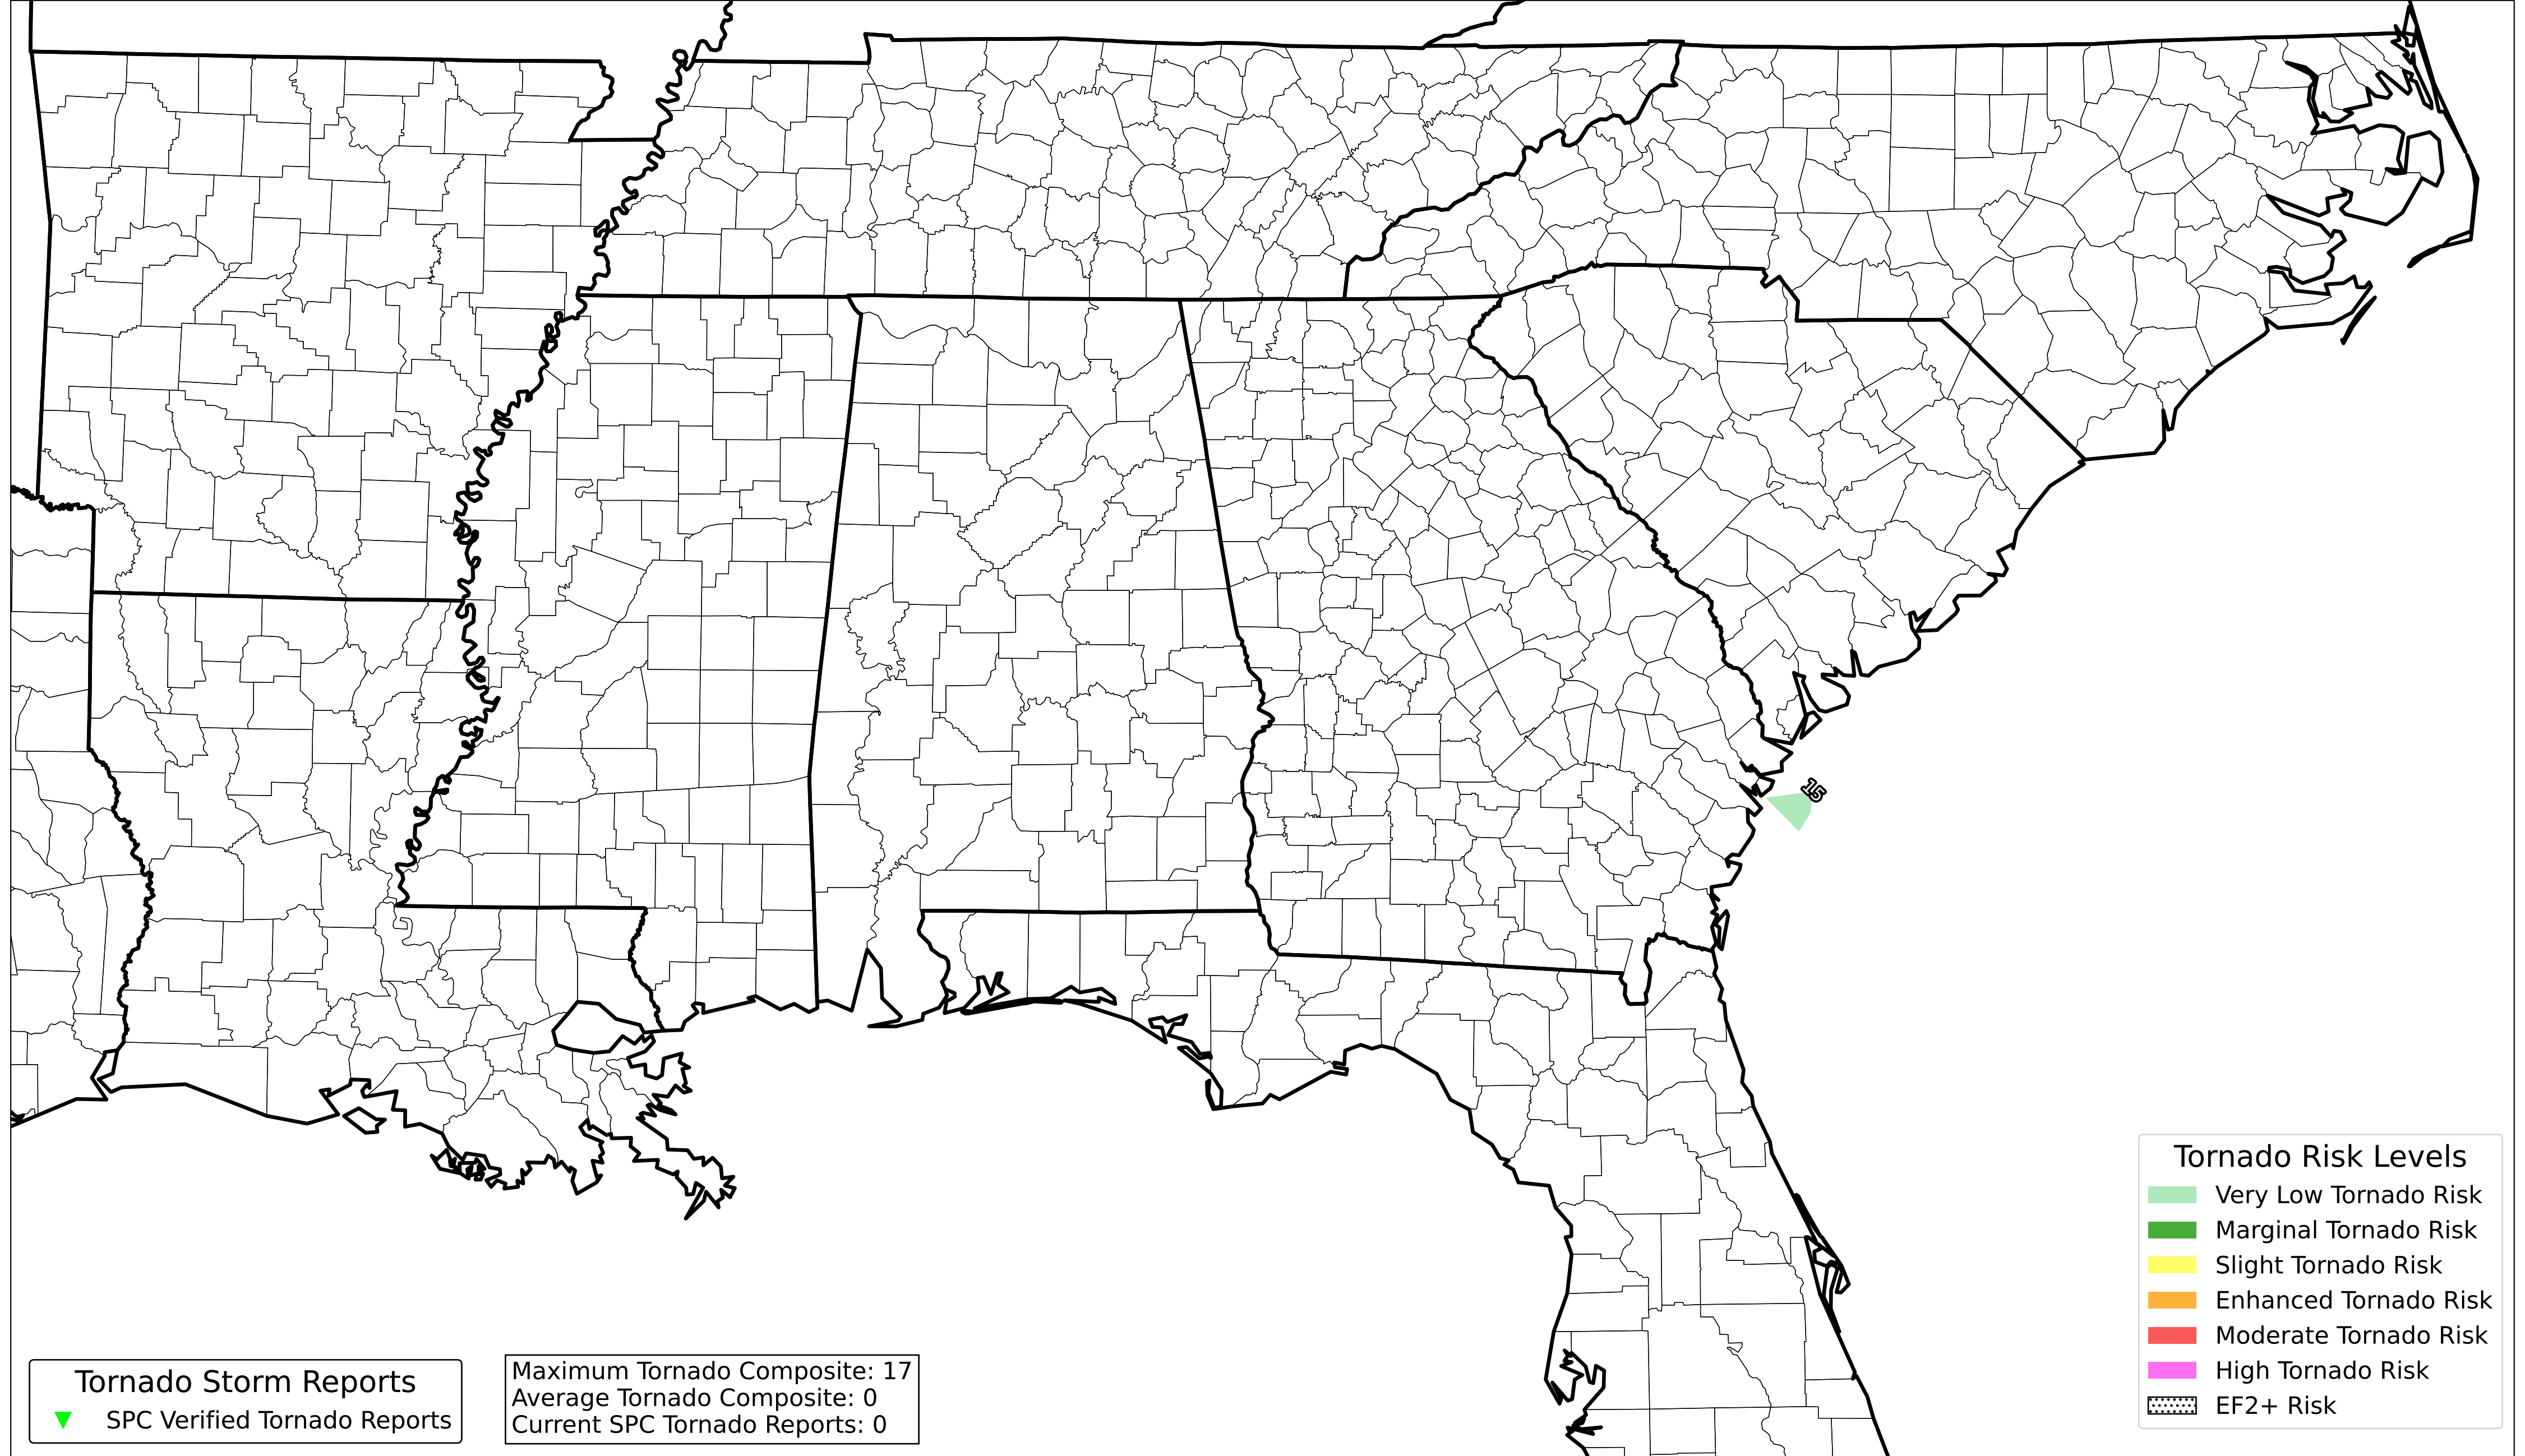 15
Tornado Risk Levels
Very Low Tornado Risk
Marginal Tornado Risk
Slight Tornado Risk
Enhanced Tornado Risk
Moderate Tornado Risk
High Tornado Risk
EF2+ Risk
Tornado Storm Reports
SPC Verified Tornado Reports
Maximum Tornado Composite: 17
Average Tornado Composite: 0
Current SPC Tornado Reports: 0